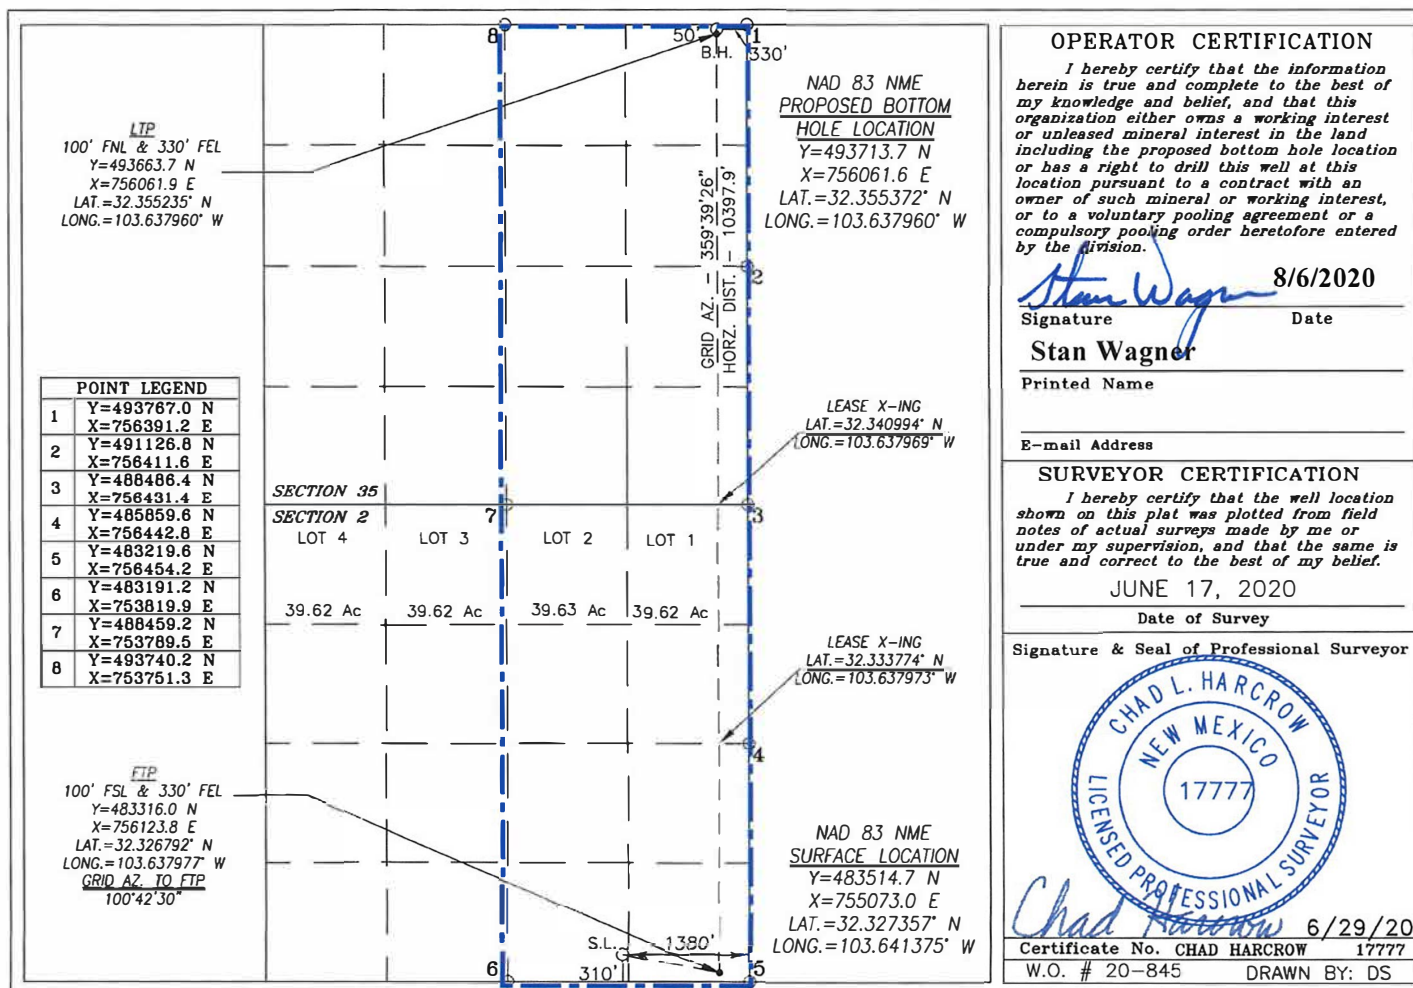 8
50'
1
B.H.
330'
LTP
100' FNL & 330' FEL
Y=493663.7 N
X=756061.9 E
LAT.=32.355235° N
LONG.=103.637960° W
NAD 83 NME
PROPOSED BOTTOM
HOLE LOCATION
Y=493713.7 N
X=756061.6 E
LAT.=32.355372° N
LONG.=103.637960° W
GRID AZ. – 359°39'26"
HORZ. DIST. – 10397.9'
2
POINT LEGEND
1 Y=493767.0 N
X=756391.2 E
2 Y=491126.8 N
X=756411.6 E
3 Y=488486.4 N
X=756431.4 E
4 Y=485859.6 N
X=756442.8 E
5 Y=483219.6 N
X=756454.2 E
6 Y=483191.2 N
X=753819.9 E
7 Y=488459.2 N
X=753789.5 E
8 Y=493740.2 N
X=753751.3 E
LEASE X-ING
LAT.=32.340994° N
LONG.=103.637969° W
SECTION 35
SECTION 2
7
3
LOT 4 LOT 3 LOT 2 LOT 1
39.62 Ac 39.62 Ac 39.63 Ac 39.62 Ac
LEASE X-ING
LAT.=32.333774° N
LONG.=103.637973° W
4
FTP
100' FSL & 330' FEL
Y=483316.0 N
X=756123.8 E
LAT.=32.326792° N
LONG.=103.637977° W
GRID AZ. TO FTP
100°42'30"
NAD 83 NME
SURFACE LOCATION
Y=483514.7 N
X=755073.0 E
LAT.=32.327357° N
LONG.=103.641375° W
S.L.
1380'
310'
6
5
OPERATOR CERTIFICATION
I hereby certify that the information
herein is true and complete to the best of
my knowledge and belief, and that this
organization either owns a working interest
or unleased mineral interest in the land
including the proposed bottom hole location
or has a right to drill this well at this
location pursuant to a contract with an
owner of such mineral or working interest,
or to a voluntary pooling agreement or a
compulsory pooling order heretofore entered
by the division.
Stan Wagner 8/6/2020
Signature Date
Stan Wagner
Printed Name
E-mail Address
SURVEYOR CERTIFICATION
I hereby certify that the well location
shown on this plat was plotted from field
notes of actual surveys made by me or
under my supervision, and that the same is
true and correct to the best of my belief.
JUNE 17, 2020
Date of Survey
Signature & Seal of Professional Surveyor
CHAD L. HARCROW
NEW MEXICO
17777
LICENSED PROFESSIONAL SURVEYOR
Chad Harcrow 6/29/20
Certificate No. CHAD HARCROW 17777
W.O. # 20-845 DRAWN BY: DS